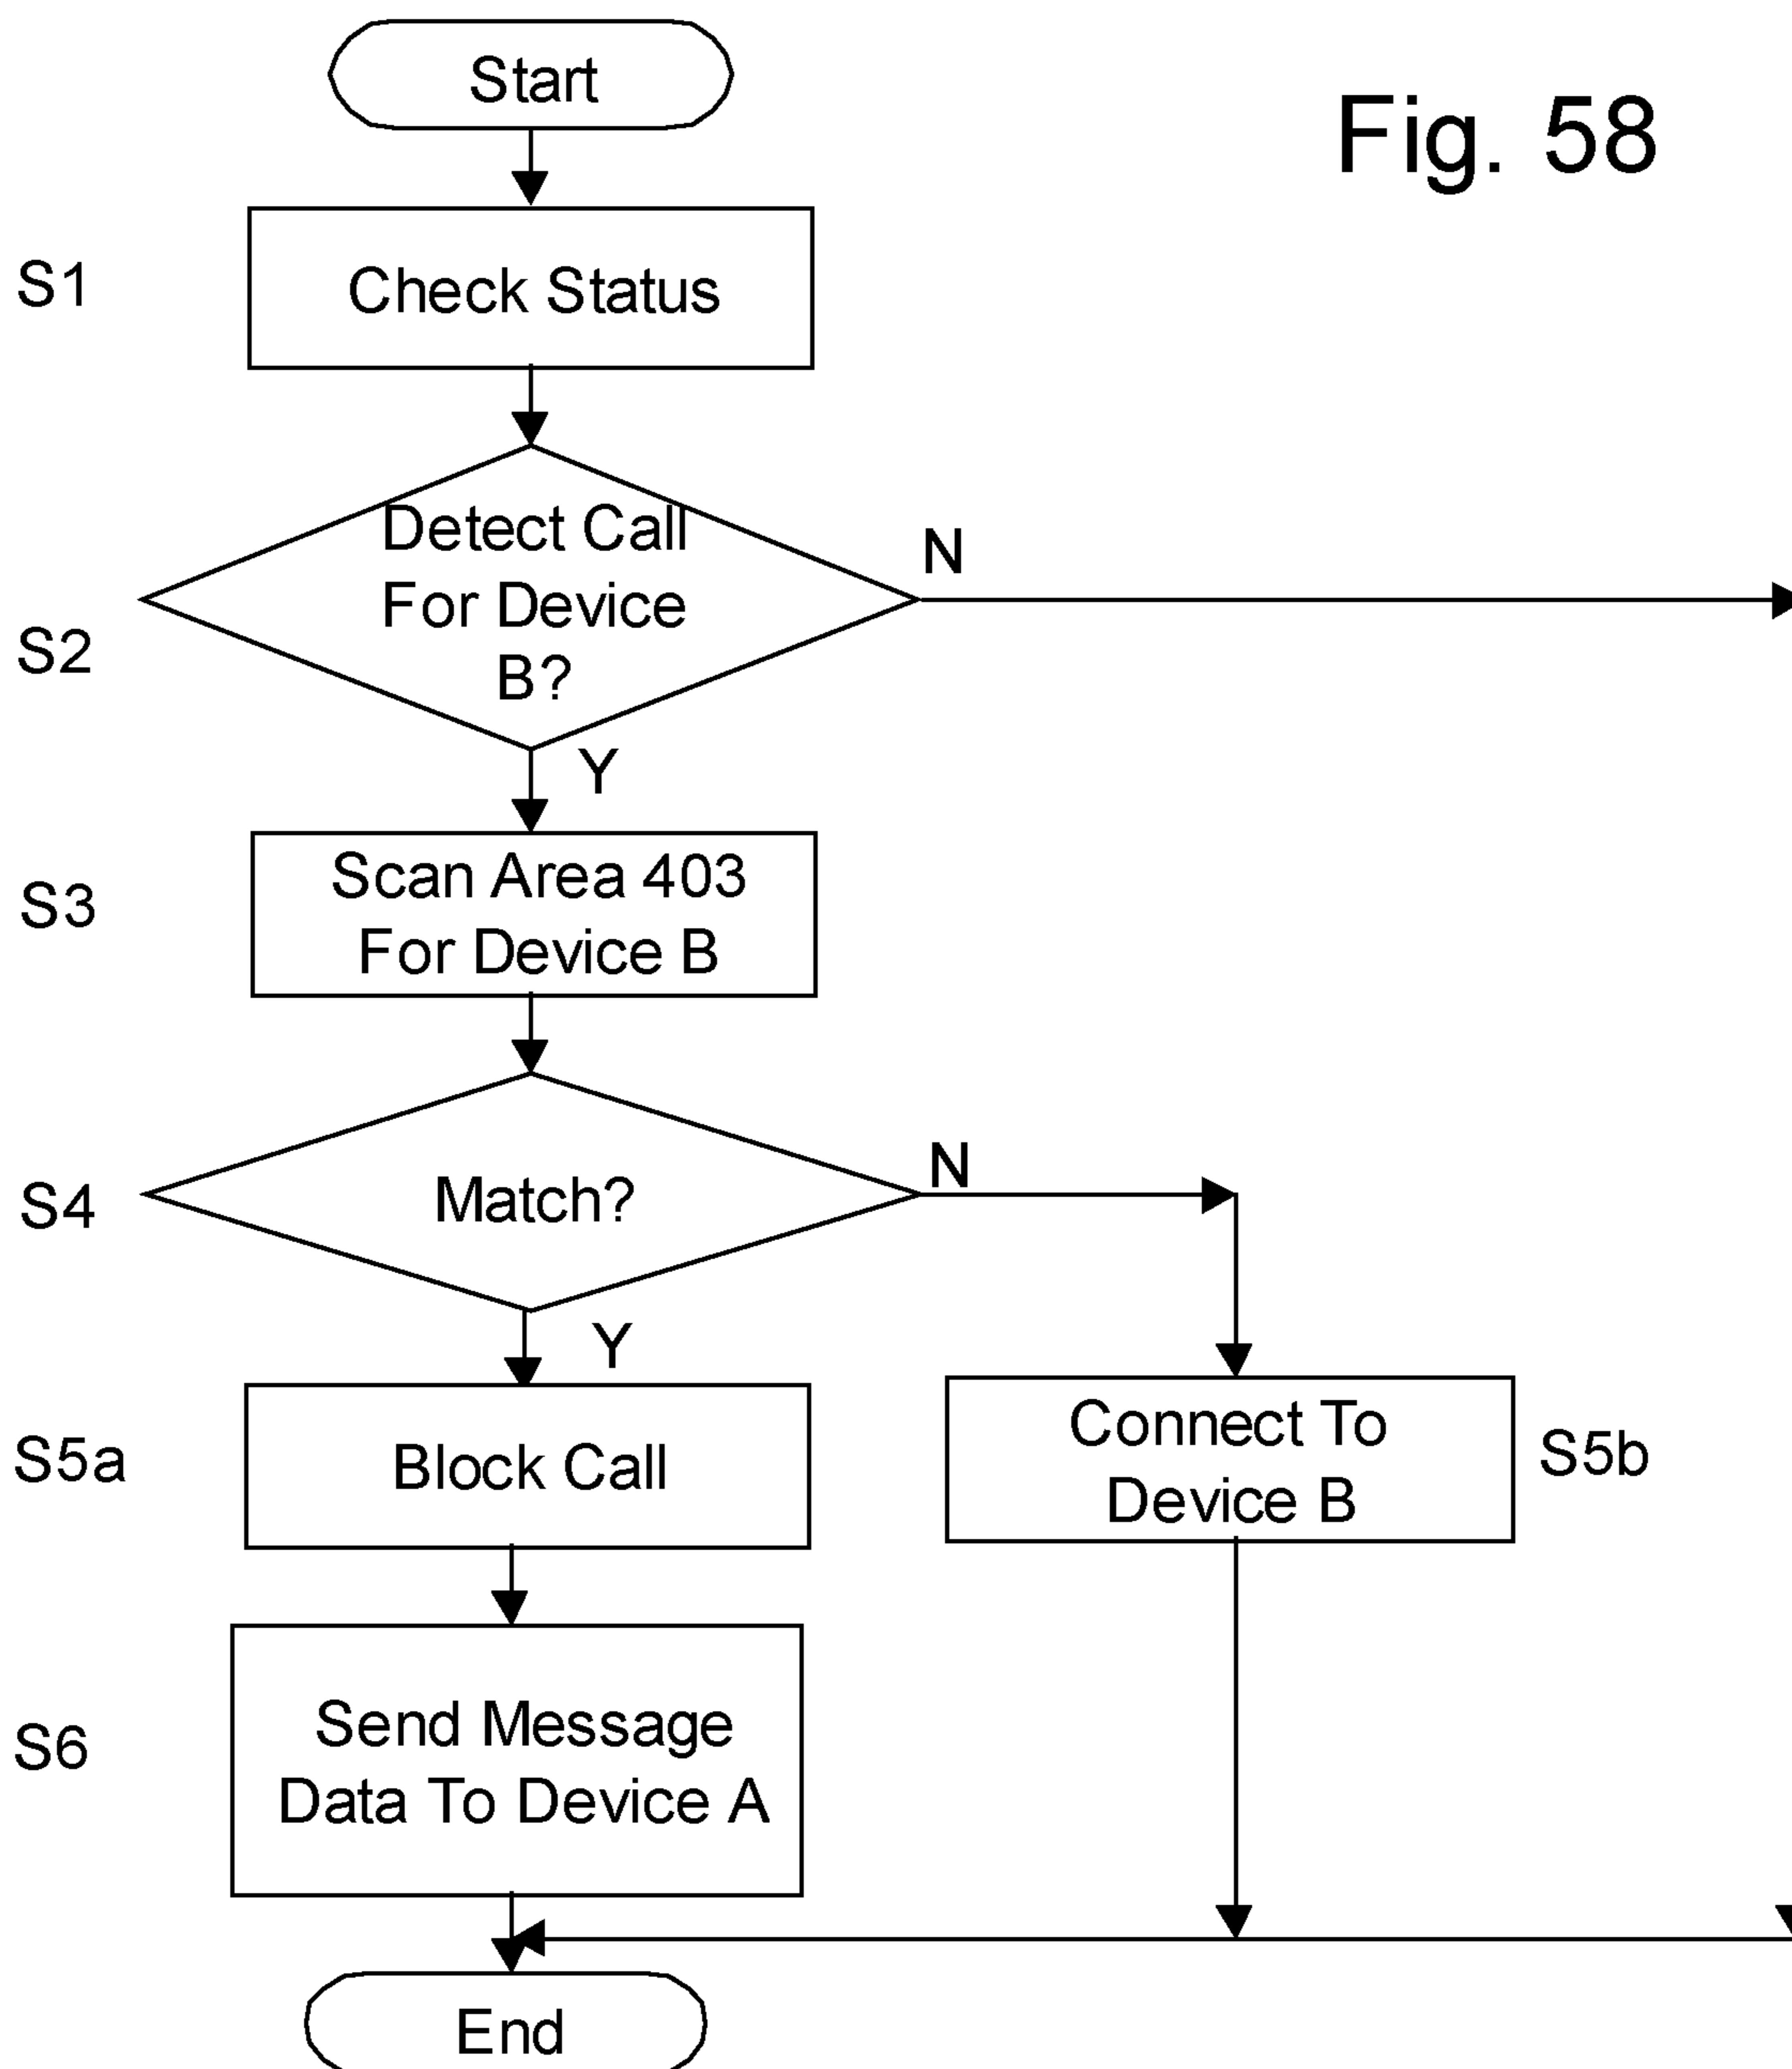 Start
Fig. 58
S1
Check Status
S2
Detect Call
For Device
B?
N
Y
S3
Scan Area 403
For Device B
S4
Match?
N
Y
S5a
Block Call
Connect To
Device B
S5b
S6
Send Message
Data To Device A
End